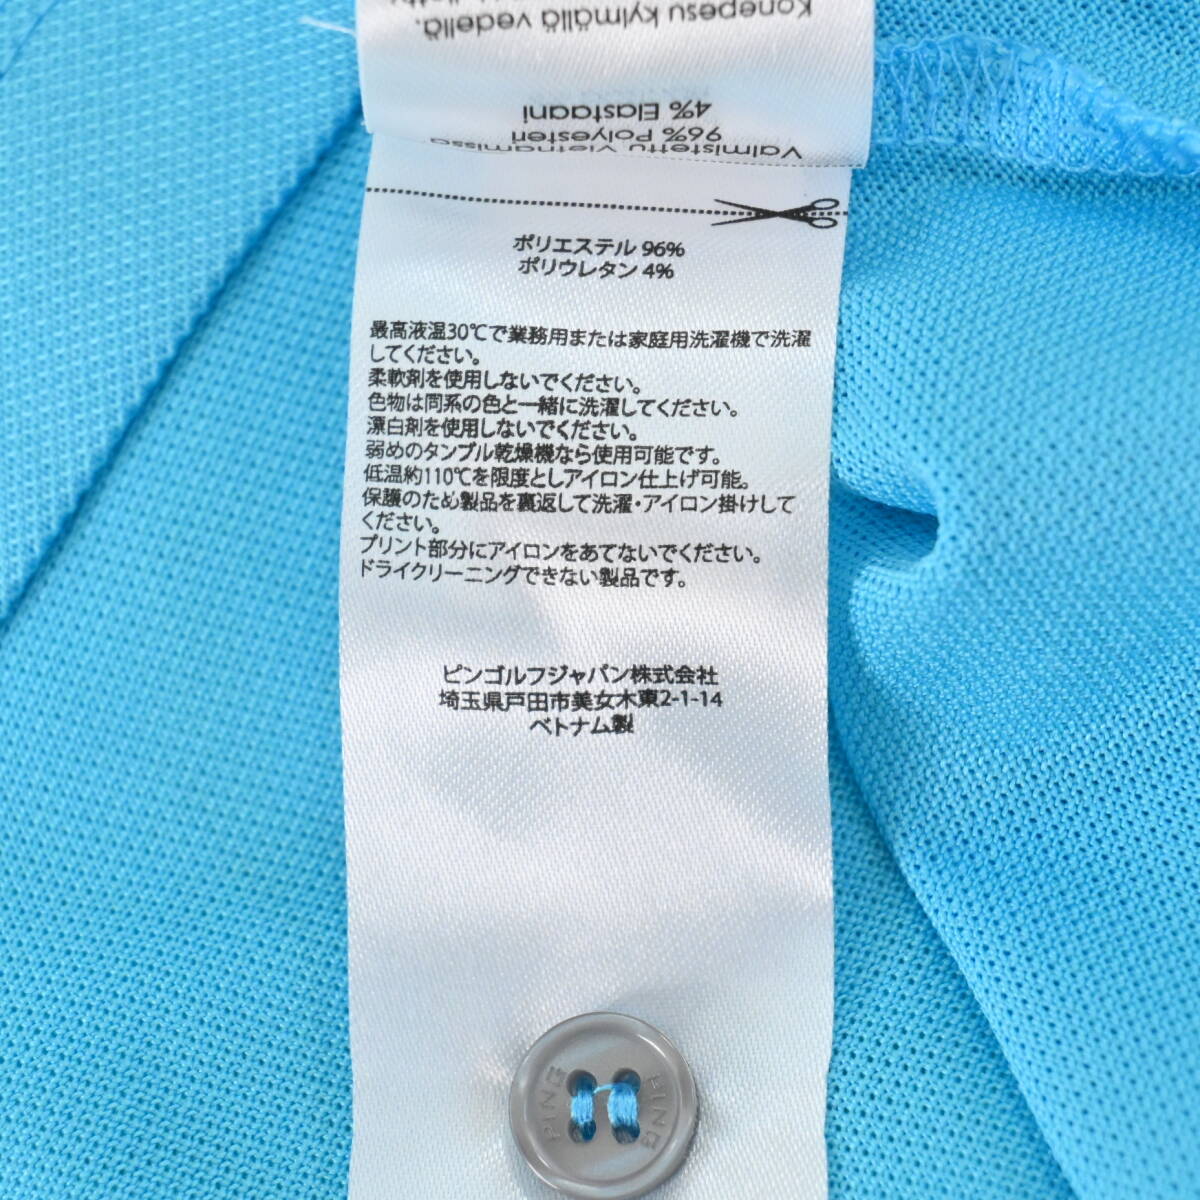 Konepesu kylmällä vedellä.
4% Elastaani
96% Polyesteri
Valmistettu Vietnamissa
ポリエステル 96%
ポリウレタン 4%
最高液温30℃で業務用または家庭用洗濯機で洗濯
してください。
柔軟剤を使用しないでください。
色物は同系の色と一緒に洗濯してください。
漂白剤を使用しないでください。
弱めのタンブル乾燥機なら使用可能です。
低温約110℃を限度としアイロン仕上げ可能。
保護のため製品を裏返して洗濯・アイロン掛けして
ください。
プリント部分にアイロンをあてないでください。
ドライクリーニングできない製品です。
ピンゴルフジャパン株式会社
埼玉県戸田市美女木東2-1-14
ベトナム製
PING PING